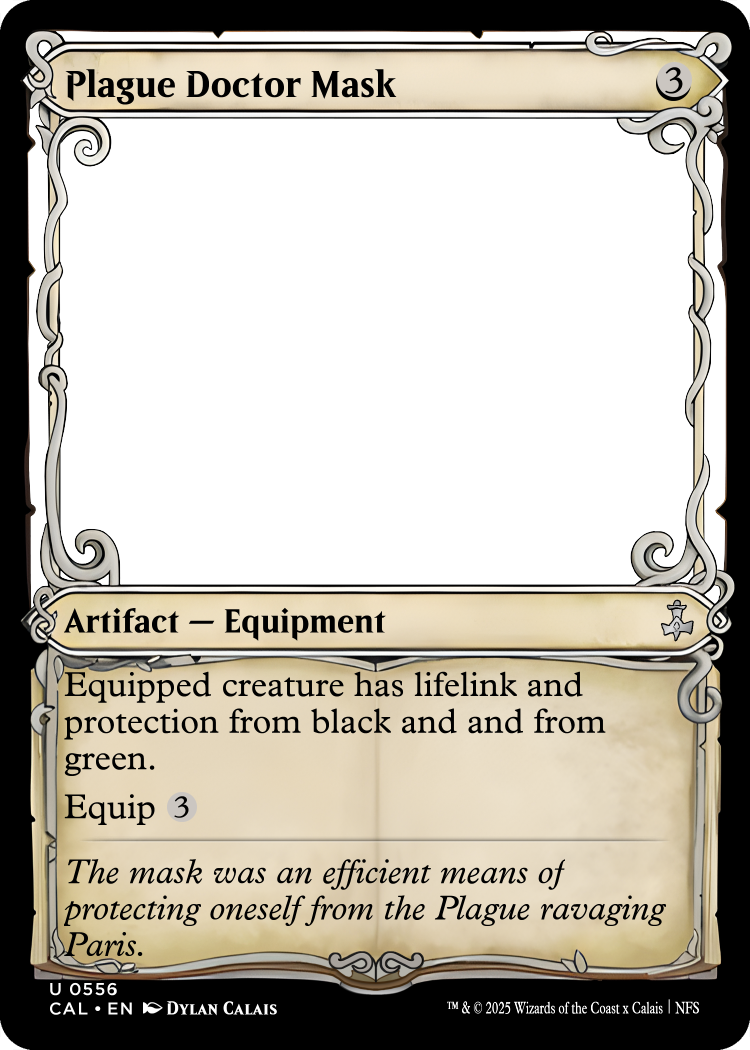 Plague Doctor Mask 3
Artifact — Equipment
Equipped creature has lifelink and
protection from black and and from
green.
Equip 3
The mask was an efficient means of
protecting oneself from the Plague ravaging
Paris.
U 0556
CAL • EN Dylan Calais
™ & © 2025 Wizards of the Coast x Calais | NFS